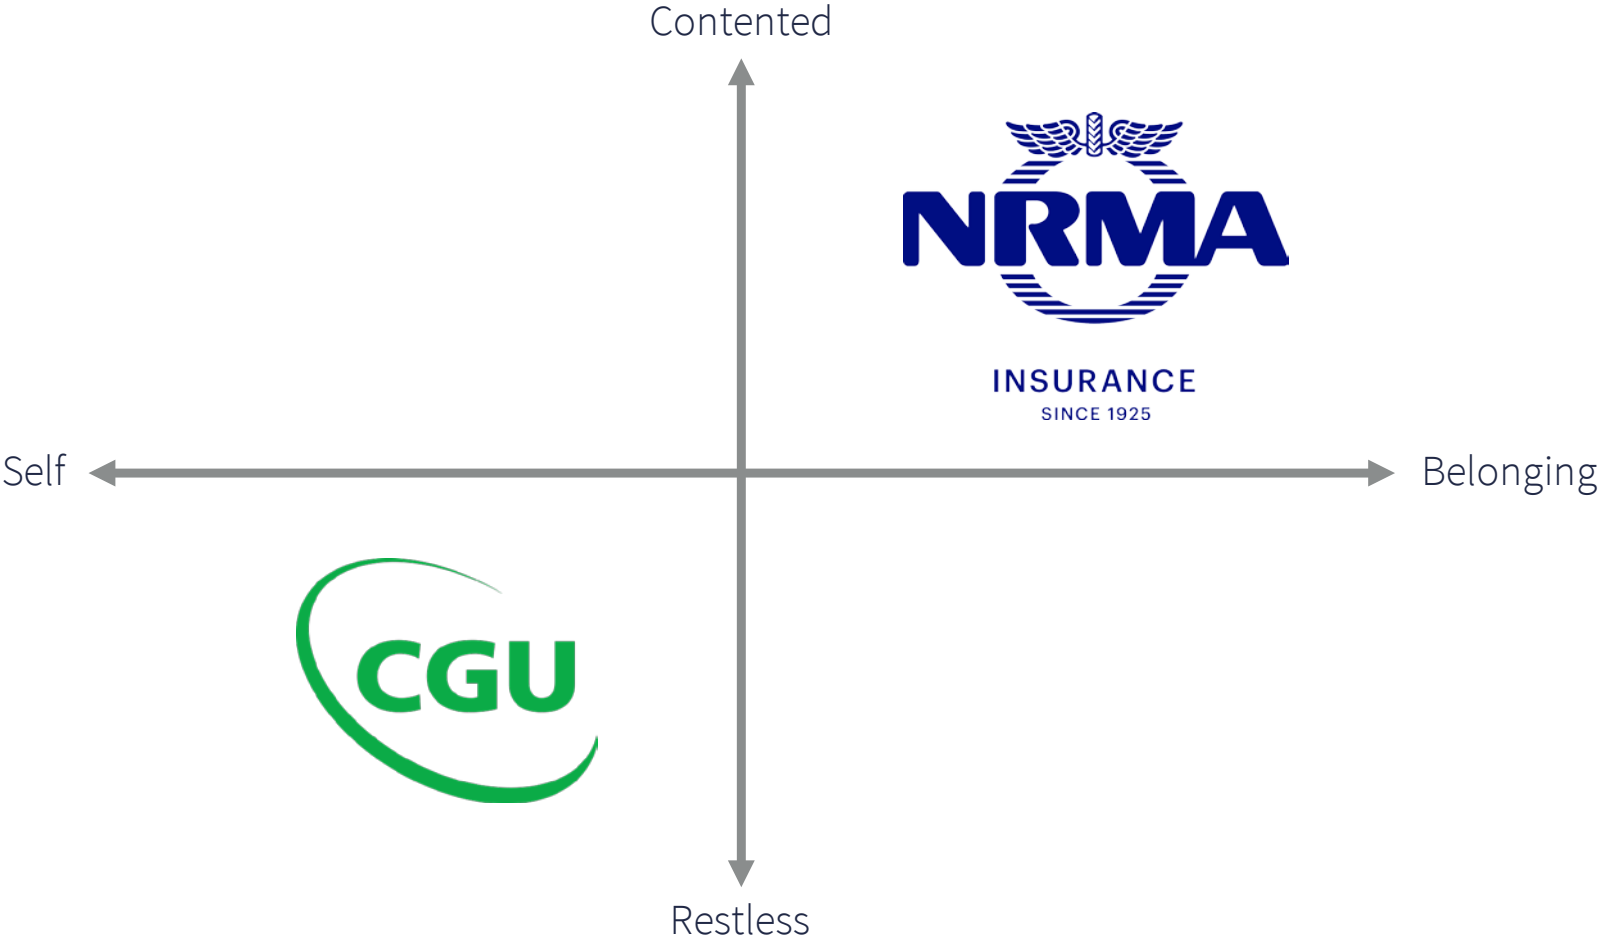 Contented
NRMA
INSURANCE
SINCE 1925
Self
Belonging
CGU
Restless